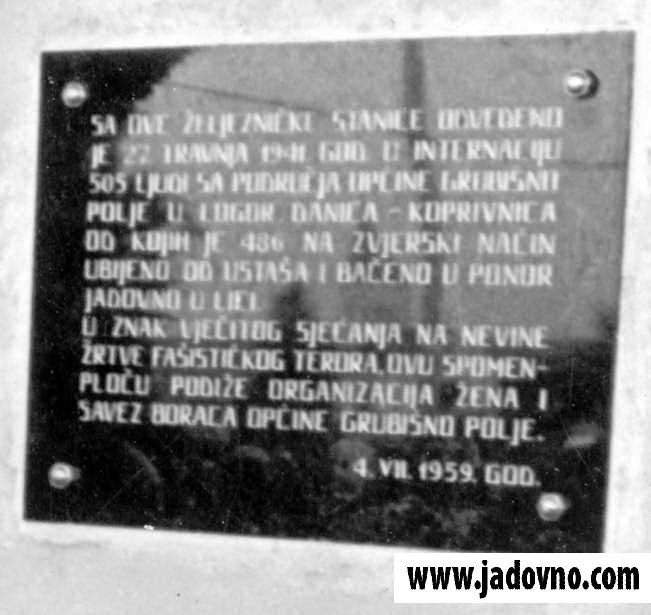 SA OVE ŽELJEZNIČKE STANICE ODVEDENO
JE 27 TRAVNJA 1941. GOD. U INTERNACIJU
505 LJUDI SA PODRUČJA OPĆINE GRUBIŠNO
POLJE U LOGOR DANICA - KOPRIVNICA
OD KOJIH JE 486 NA ZVJERSKI NAČIN
UBIJENO OD USTAŠA I BAČENO U PONOR
JADOVNO U LICI.
U ZNAK VJEČITOG SJEĆANJA NA NEVINE
ŽRTVE FAŠISTIČKOG TERORA, OVU SPOMEN-
PLOČU PODIŽE ORGANIZACIJA ŽENA I
SAVEZ BORACA OPĆINE GRUBIŠNO POLJE.
4. VII. 1959. GOD.
www.jadovno.com